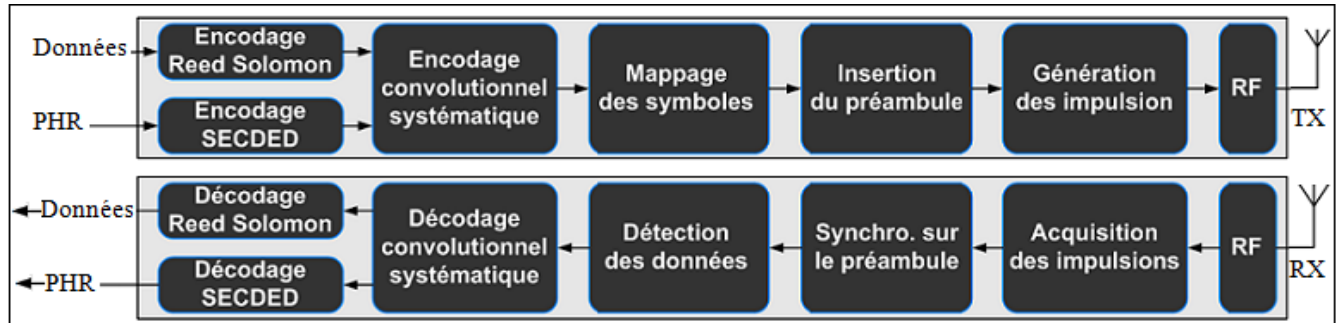 Données
Encodage
Reed Solomon
PHR
Encodage
SECDED
Encodage
convolutionnel
systématique
Mappage
des symboles
Insertion
du préambule
Génération
des impulsion
RF
TX
Données
Décodage
Reed Solomon
PHR
Décodage
SECDED
Décodage
convolutionnel
systématique
Détection
des données
Synchro. sur
le préambule
Acquisition
des impulsions
RF
RX